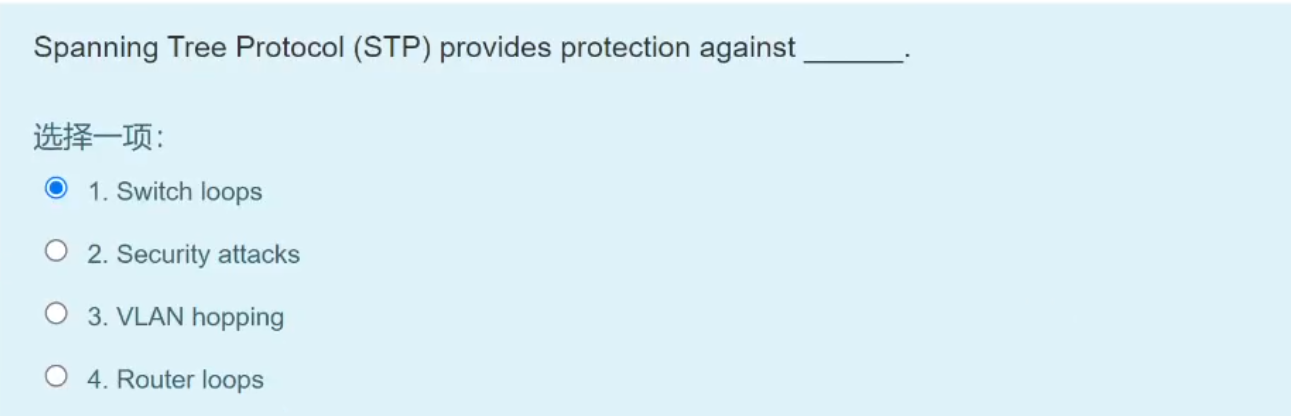 Spanning Tree Protocol (STP) provides protection against _______.
选择一项：
1. Switch loops
2. Security attacks
3. VLAN hopping
4. Router loops